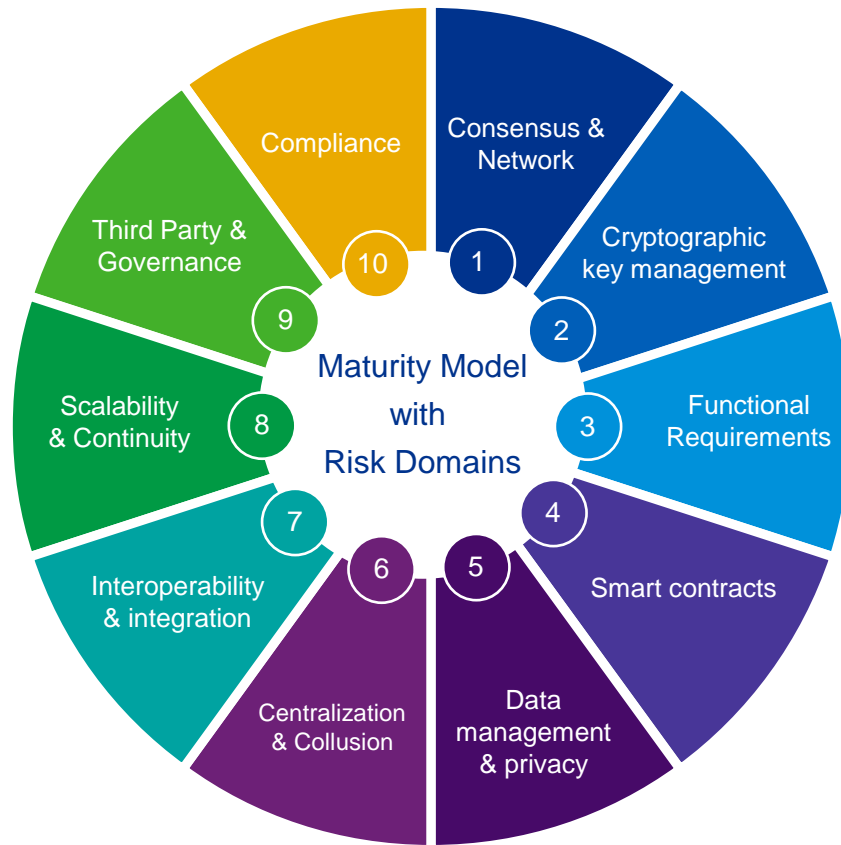 Maturity Model
with
Risk Domains
Consensus &
Network
1
Cryptographic
key management
2
Functional
Requirements
3
Smart contracts
4
Data
management
& privacy
5
Centralization
& Collusion
6
Interoperability
& integration
7
Scalability
& Continuity
8
Third Party &
Governance
9
Compliance
10